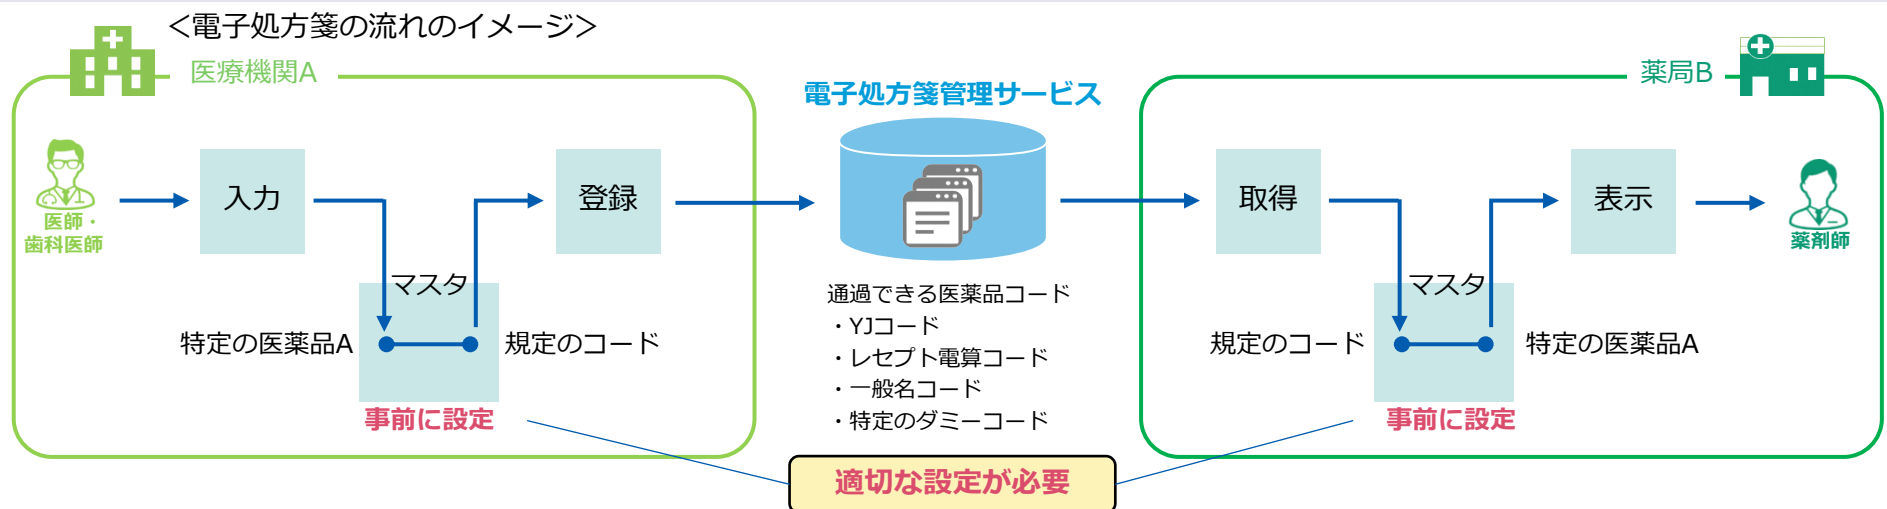 ＜電子処方箋の流れのイメージ＞
医療機関A
医師・
歯科医師
入力
登録
マスタ
特定の医薬品A
規定のコード
事前に設定
電子処方箋管理サービス
通過できる医薬品コード
・YJコード
・レセプト電算コード
・一般名コード
・特定のダミーコード
適切な設定が必要
薬局B
取得
表示
薬剤師
マスタ
規定のコード
特定の医薬品A
事前に設定